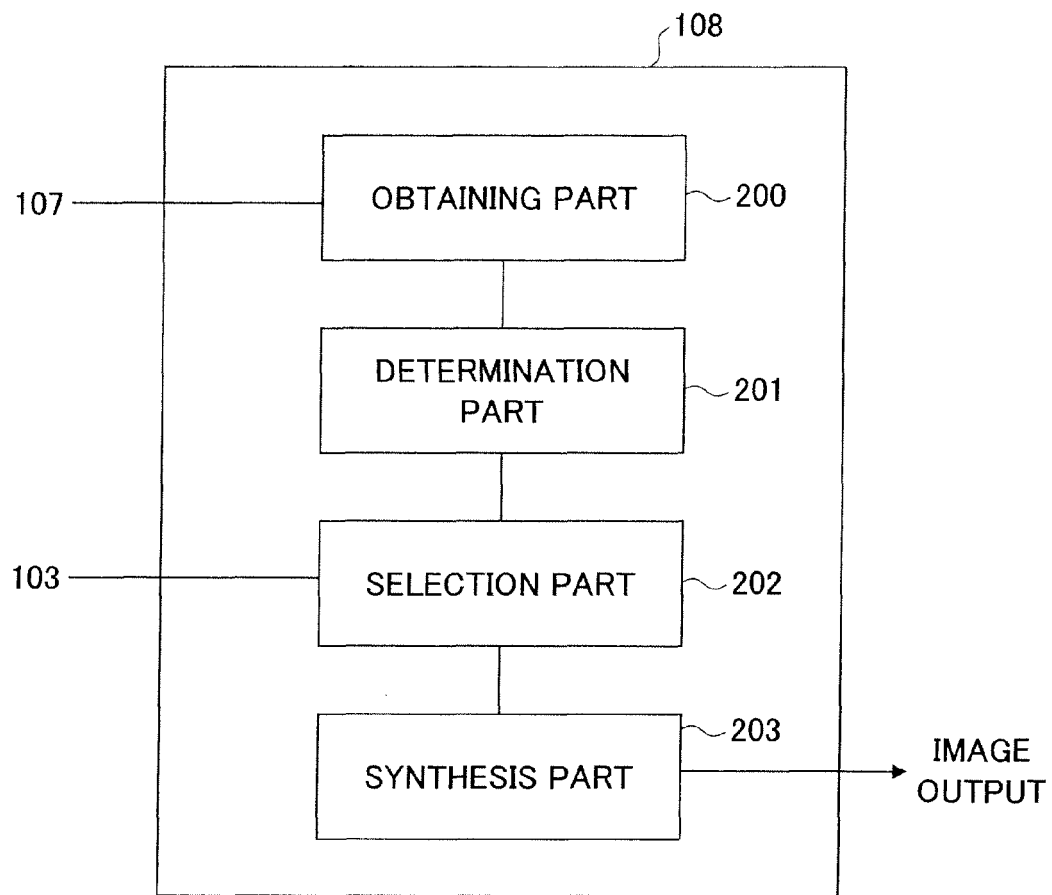 108
107
OBTAINING PART
200
DETERMINATION
PART
201
103
SELECTION PART
202
SYNTHESIS PART
203
IMAGE
OUTPUT